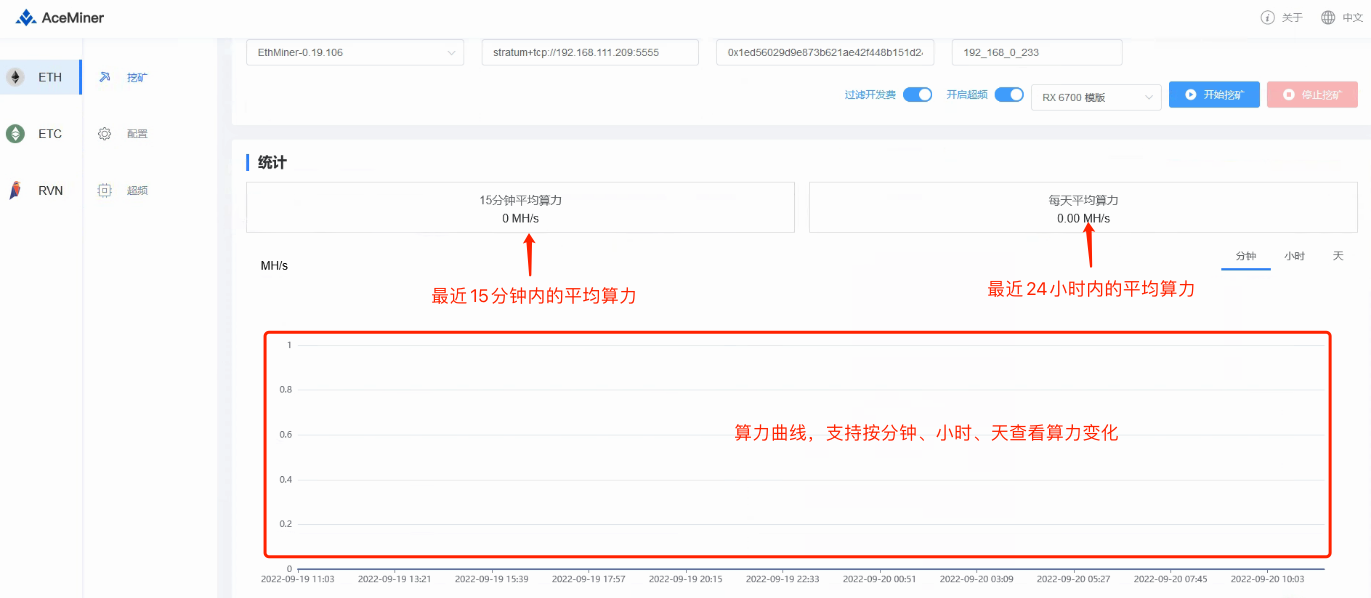 AceMiner
关于
中文
EthMiner-0.19.106
stratum+tcp://192.168.111.209:5555
0x1ed56029d9e873b621ae42f448b151d2
192_168_0_233
ETH
挖矿
过滤开发费
开启超频
RX 6700 模版
开始挖矿
停止挖矿
ETC
配置
统计
RVN
超频
15分钟平均算力
0 MH/s
每天平均算力
0.00 MH/s
分钟
小时
天
MH/s
最近15分钟内的平均算力
最近24小时内的平均算力
1
0.8
0.6
0.4
0.2
0
算力曲线，支持按分钟、小时、天查看算力变化
2022-09-19 11:03
2022-09-19 13:21
2022-09-19 15:39
2022-09-19 17:57
2022-09-19 20:15
2022-09-19 22:33
2022-09-20 00:51
2022-09-20 03:09
2022-09-20 05:27
2022-09-20 07:45
2022-09-20 10:03